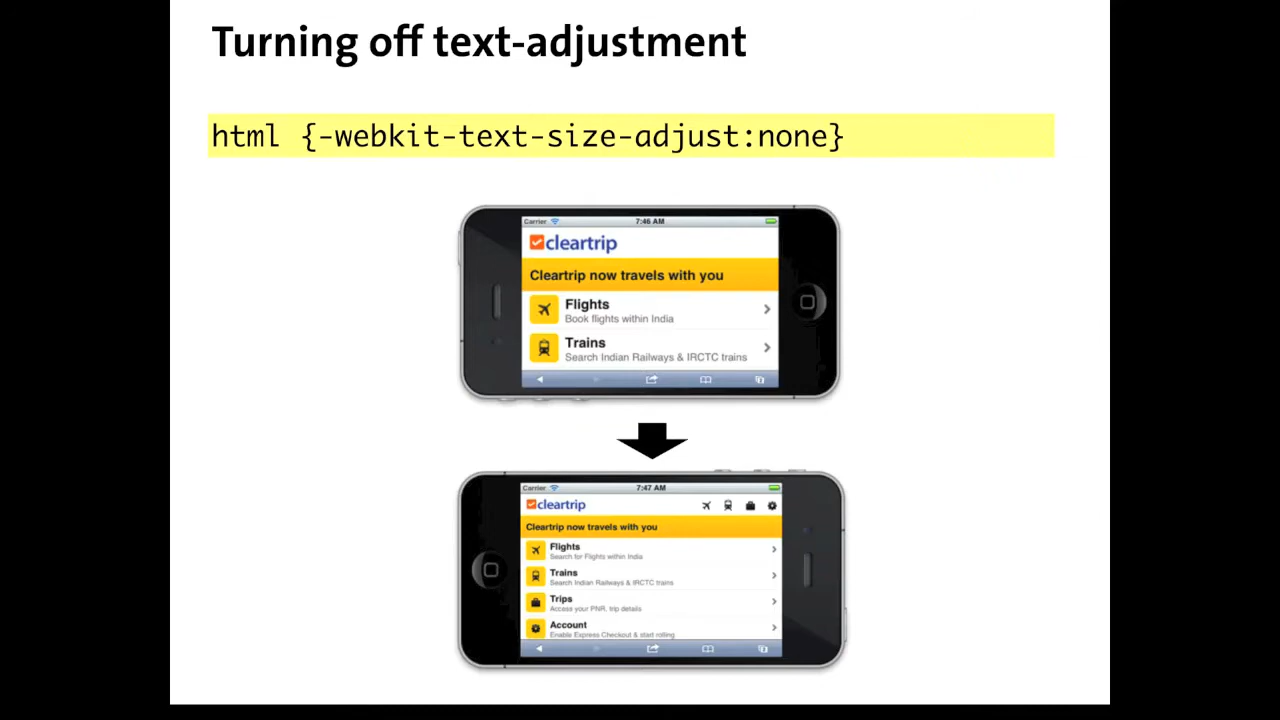 Turning off text-adjustment
html {-webkit-text-size-adjust:none}
Carrier 7:46 AM
cleartrip
Cleartrip now travels with you
Flights
Book flights within India
Trains
Search Indian Railways & IRCTC trains
Carrier 7:47 AM
cleartrip
Cleartrip now travels with you
Flights
Search for Flights within India
Trains
Search Indian Railways & IRCTC trains
Trips
Access your PNR, trip details
Account
Enable Express Checkout & start rolling